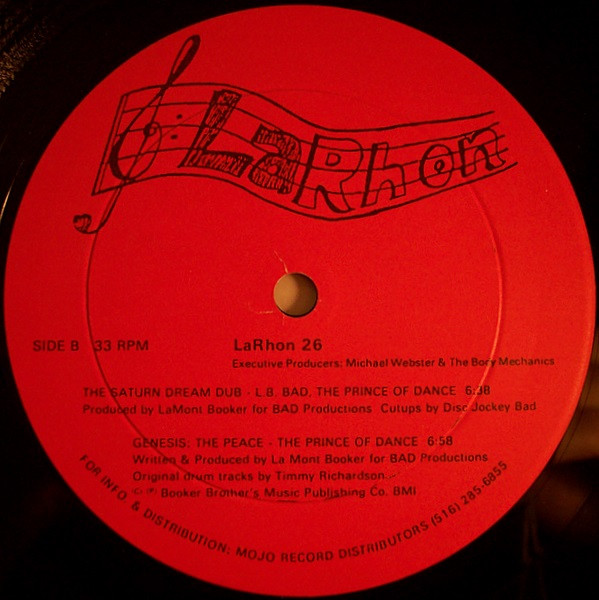 LaRhon
SIDE B 33 RPM
LaRhon 26
Executive Producers: Michael Webster & The Body Mechanics
THE SATURN DREAM DUB - L.B. BAD, THE PRINCE OF DANCE 6:38
Produced by LaMont Booker for BAD Productions Cutups by Disc Jockey Bad
GENESIS: THE PEACE - THE PRINCE OF DANCE 6:58
Written & Produced by La Mont Booker for BAD Productions
Original drum tracks by Timmy Richardson
© ℗ Booker Brother's Music Publishing Co. BMI
FOR INFO & DISTRIBUTION; MOJO RECORD DISTRIBUTORS (516) 285-6855